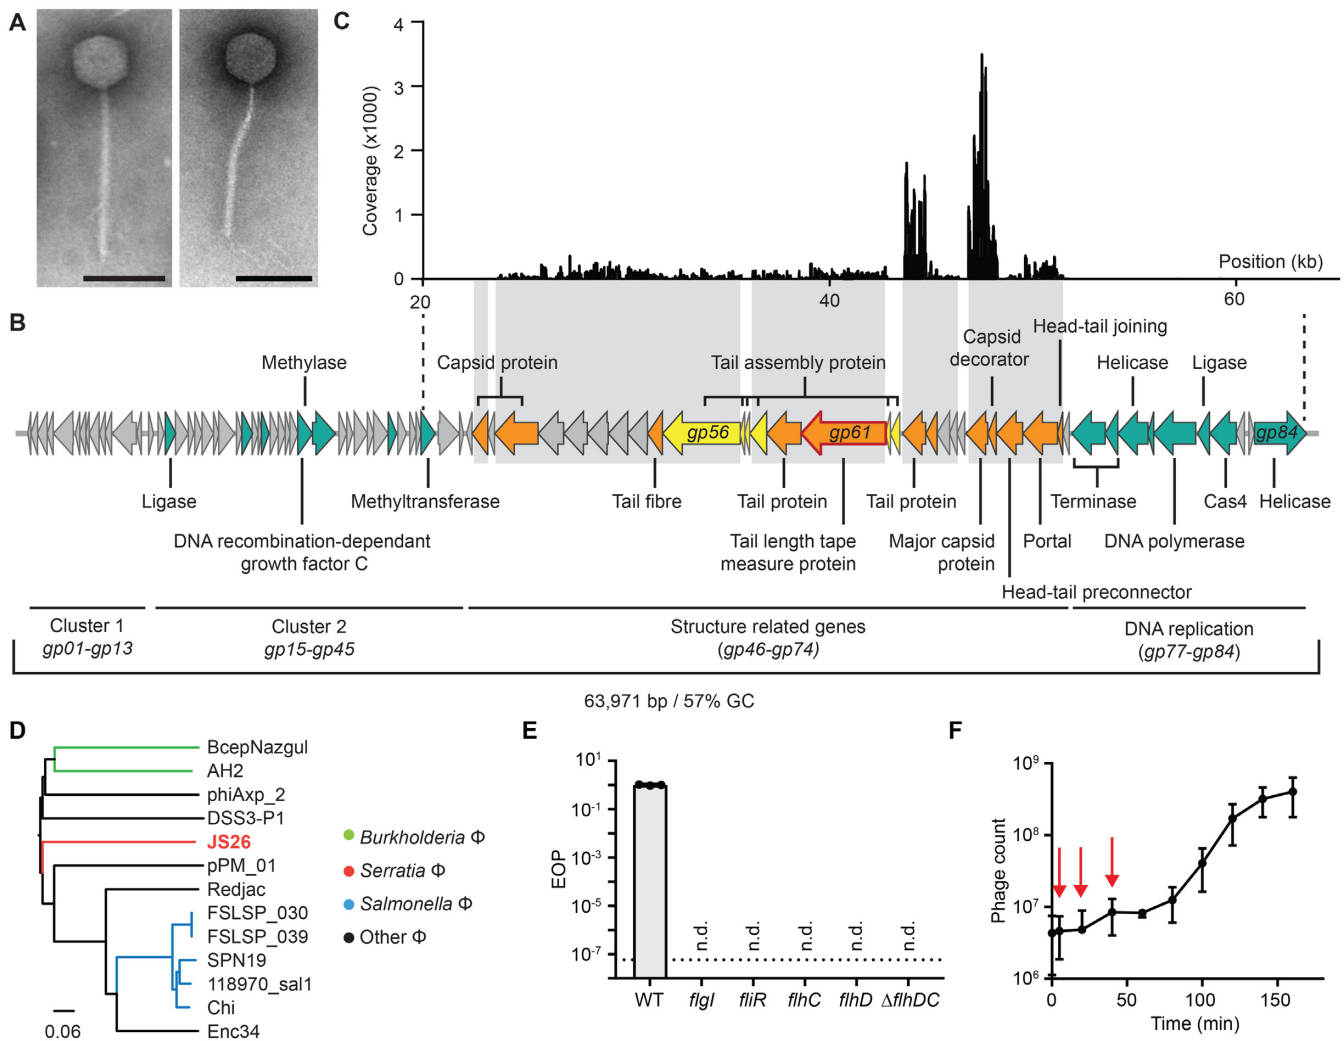 A
C
Coverage (x1000)
4
3
2
1
0
Position (kb)
20
40
60
B
Methylase
Capsid protein
Tail assembly protein
Capsid
decorator
Head-tail joining
Helicase
Ligase
gp56
gp61
gp84
Ligase
DNA recombination-dependant
growth factor C
Methyltransferase
Tail fibre
Tail protein
Tail length tape
measure protein
Tail protein
Major capsid
protein
Head-tail preconnector
Portal
Terminase
DNA polymerase
Cas4
Helicase
Cluster 1
gp01-gp13
Cluster 2
gp15-gp45
Structure related genes
(gp46-gp74)
DNA replication
(gp77-gp84)
63,971 bp / 57% GC
D
BcepNazgul
AH2
phiAxp_2
DSS3-P1
JS26
pPM_01
Redjac
FSLSP_030
FSLSP_039
SPN19
118970_sal1
Chi
Enc34
0.06
Burkholderia Φ
Serratia Φ
Salmonella Φ
Other Φ
E
EOP
10¹
10⁻¹
10⁻³
10⁻⁵
10⁻⁷
n.d.
n.d.
n.d.
n.d.
n.d.
WT
flgI
fliR
flhC
flhD
ΔflhDC
F
Phage count
10⁹
10⁸
10⁷
10⁶
0
50
100
150
Time (min)